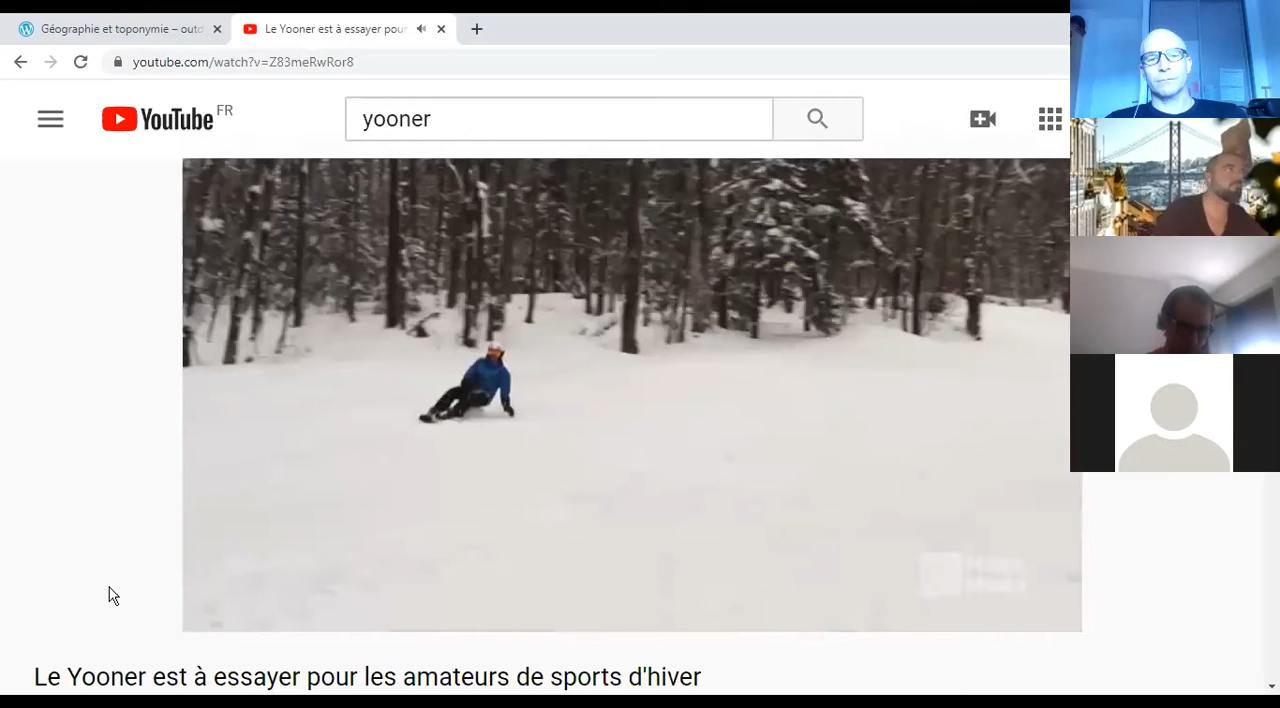 Géographie et toponymie – outd
Le Yooner est à essayer pour
youtube.com/watch?v=Z83meRwRor8
YouTube FR
yooner
Le Yooner est à essayer pour les amateurs de sports d'hiver